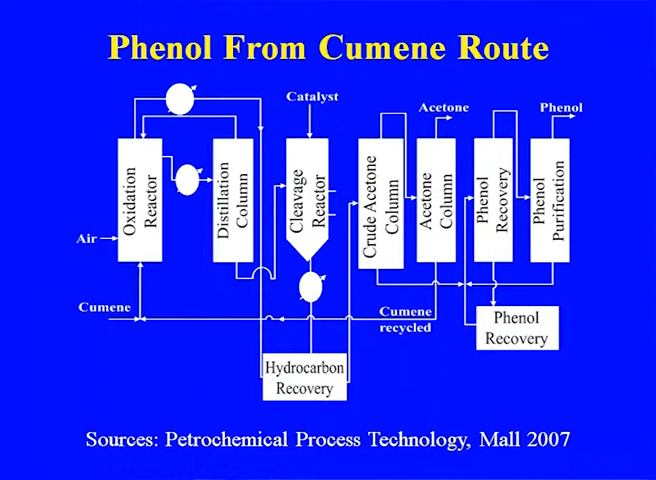 Phenol From Cumene Route
Catalyst
Acetone
Phenol
Oxidation
Reactor
Distillation
Column
Cleavage
Reactor
Crude Acetone
Column
Acetone
Column
Phenol
Recovery
Phenol
Purification
Air
Cumene
Cumene
recycled
Phenol
Recovery
Hydrocarbon
Recovery
Sources: Petrochemical Process Technology, Mall 2007